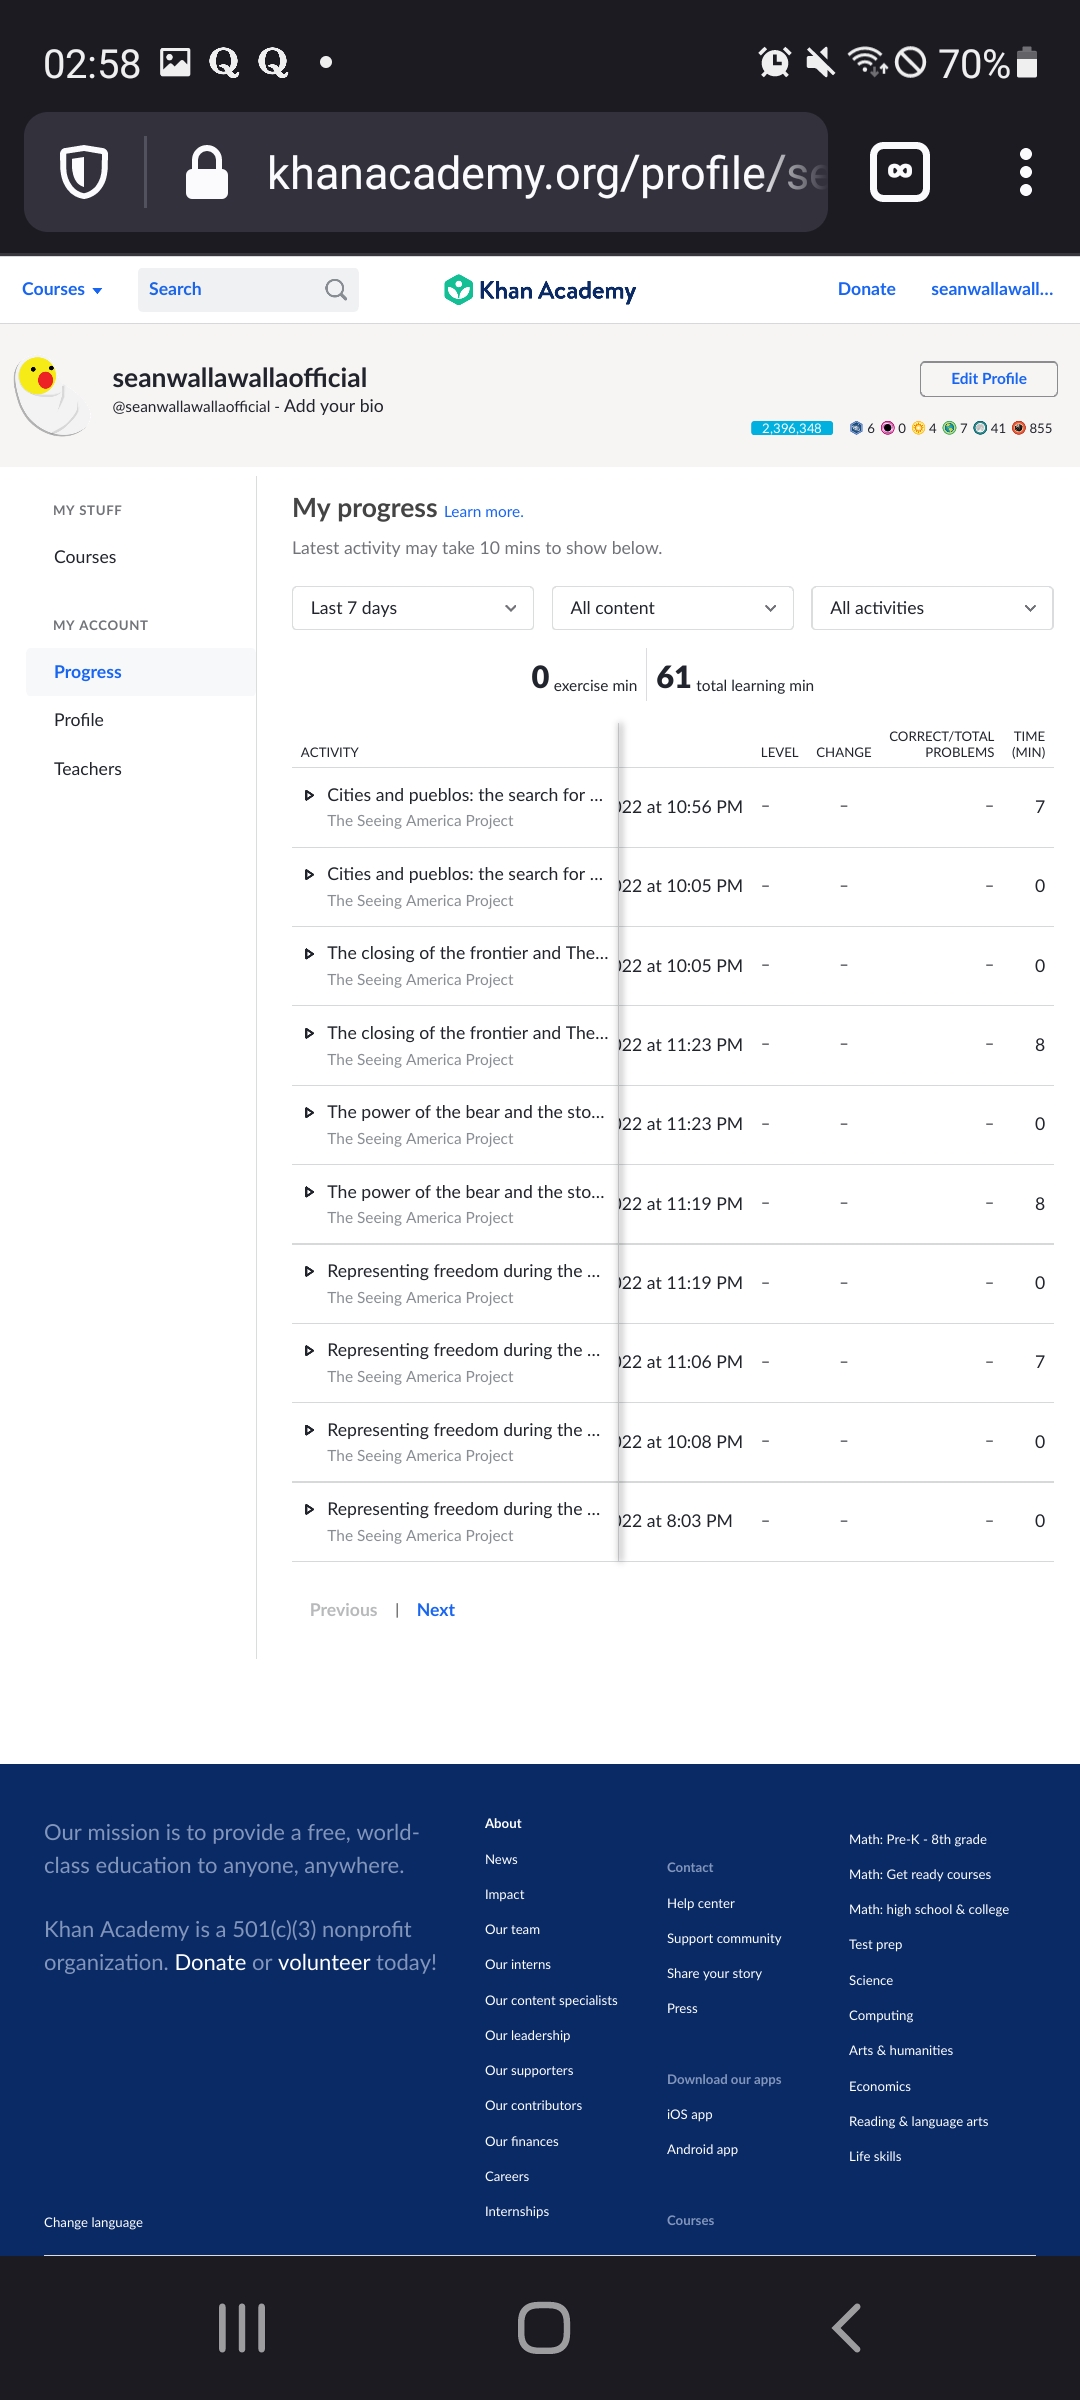 02:58
70%
khanacademy.org/profile/se
Courses
Search
Khan Academy
Donate
seanwallawall...
seanwallawallaofficial
@seanwallawallaofficial - Add your bio
Edit Profile
2,396,348 6 0 4 7 41 855
MY STUFF
Courses
MY ACCOUNT
Progress
Profile
Teachers
My progress Learn more.
Latest activity may take 10 mins to show below.
Last 7 days
All content
All activities
0 exercise min
61 total learning min
ACTIVITY LEVEL CHANGE CORRECT/TOTAL PROBLEMS TIME (MIN)
Cities and pueblos: the search for ...
The Seeing America Project
022 at 10:56 PM – – – 7
Cities and pueblos: the search for ...
The Seeing America Project
022 at 10:05 PM – – – 0
The closing of the frontier and The...
The Seeing America Project
022 at 10:05 PM – – – 0
The closing of the frontier and The...
The Seeing America Project
022 at 11:23 PM – – – 8
The power of the bear and the sto...
The Seeing America Project
022 at 11:23 PM – – – 0
The power of the bear and the sto...
The Seeing America Project
022 at 11:19 PM – – – 8
Representing freedom during the ...
The Seeing America Project
022 at 11:19 PM – – – 0
Representing freedom during the ...
The Seeing America Project
022 at 11:06 PM – – – 7
Representing freedom during the ...
The Seeing America Project
022 at 10:08 PM – – – 0
Representing freedom during the ...
The Seeing America Project
022 at 8:03 PM – – – 0
Previous | Next
Our mission is to provide a free, world-
class education to anyone, anywhere.
Khan Academy is a 501(c)(3) nonprofit
organization. Donate or volunteer today!
About
News
Impact
Our team
Our interns
Our content specialists
Our leadership
Our supporters
Our contributors
Our finances
Careers
Internships
Contact
Help center
Support community
Share your story
Press
Download our apps
iOS app
Android app
Courses
Math: Pre-K - 8th grade
Math: Get ready courses
Math: high school & college
Test prep
Science
Computing
Arts & humanities
Economics
Reading & language arts
Life skills
Change language